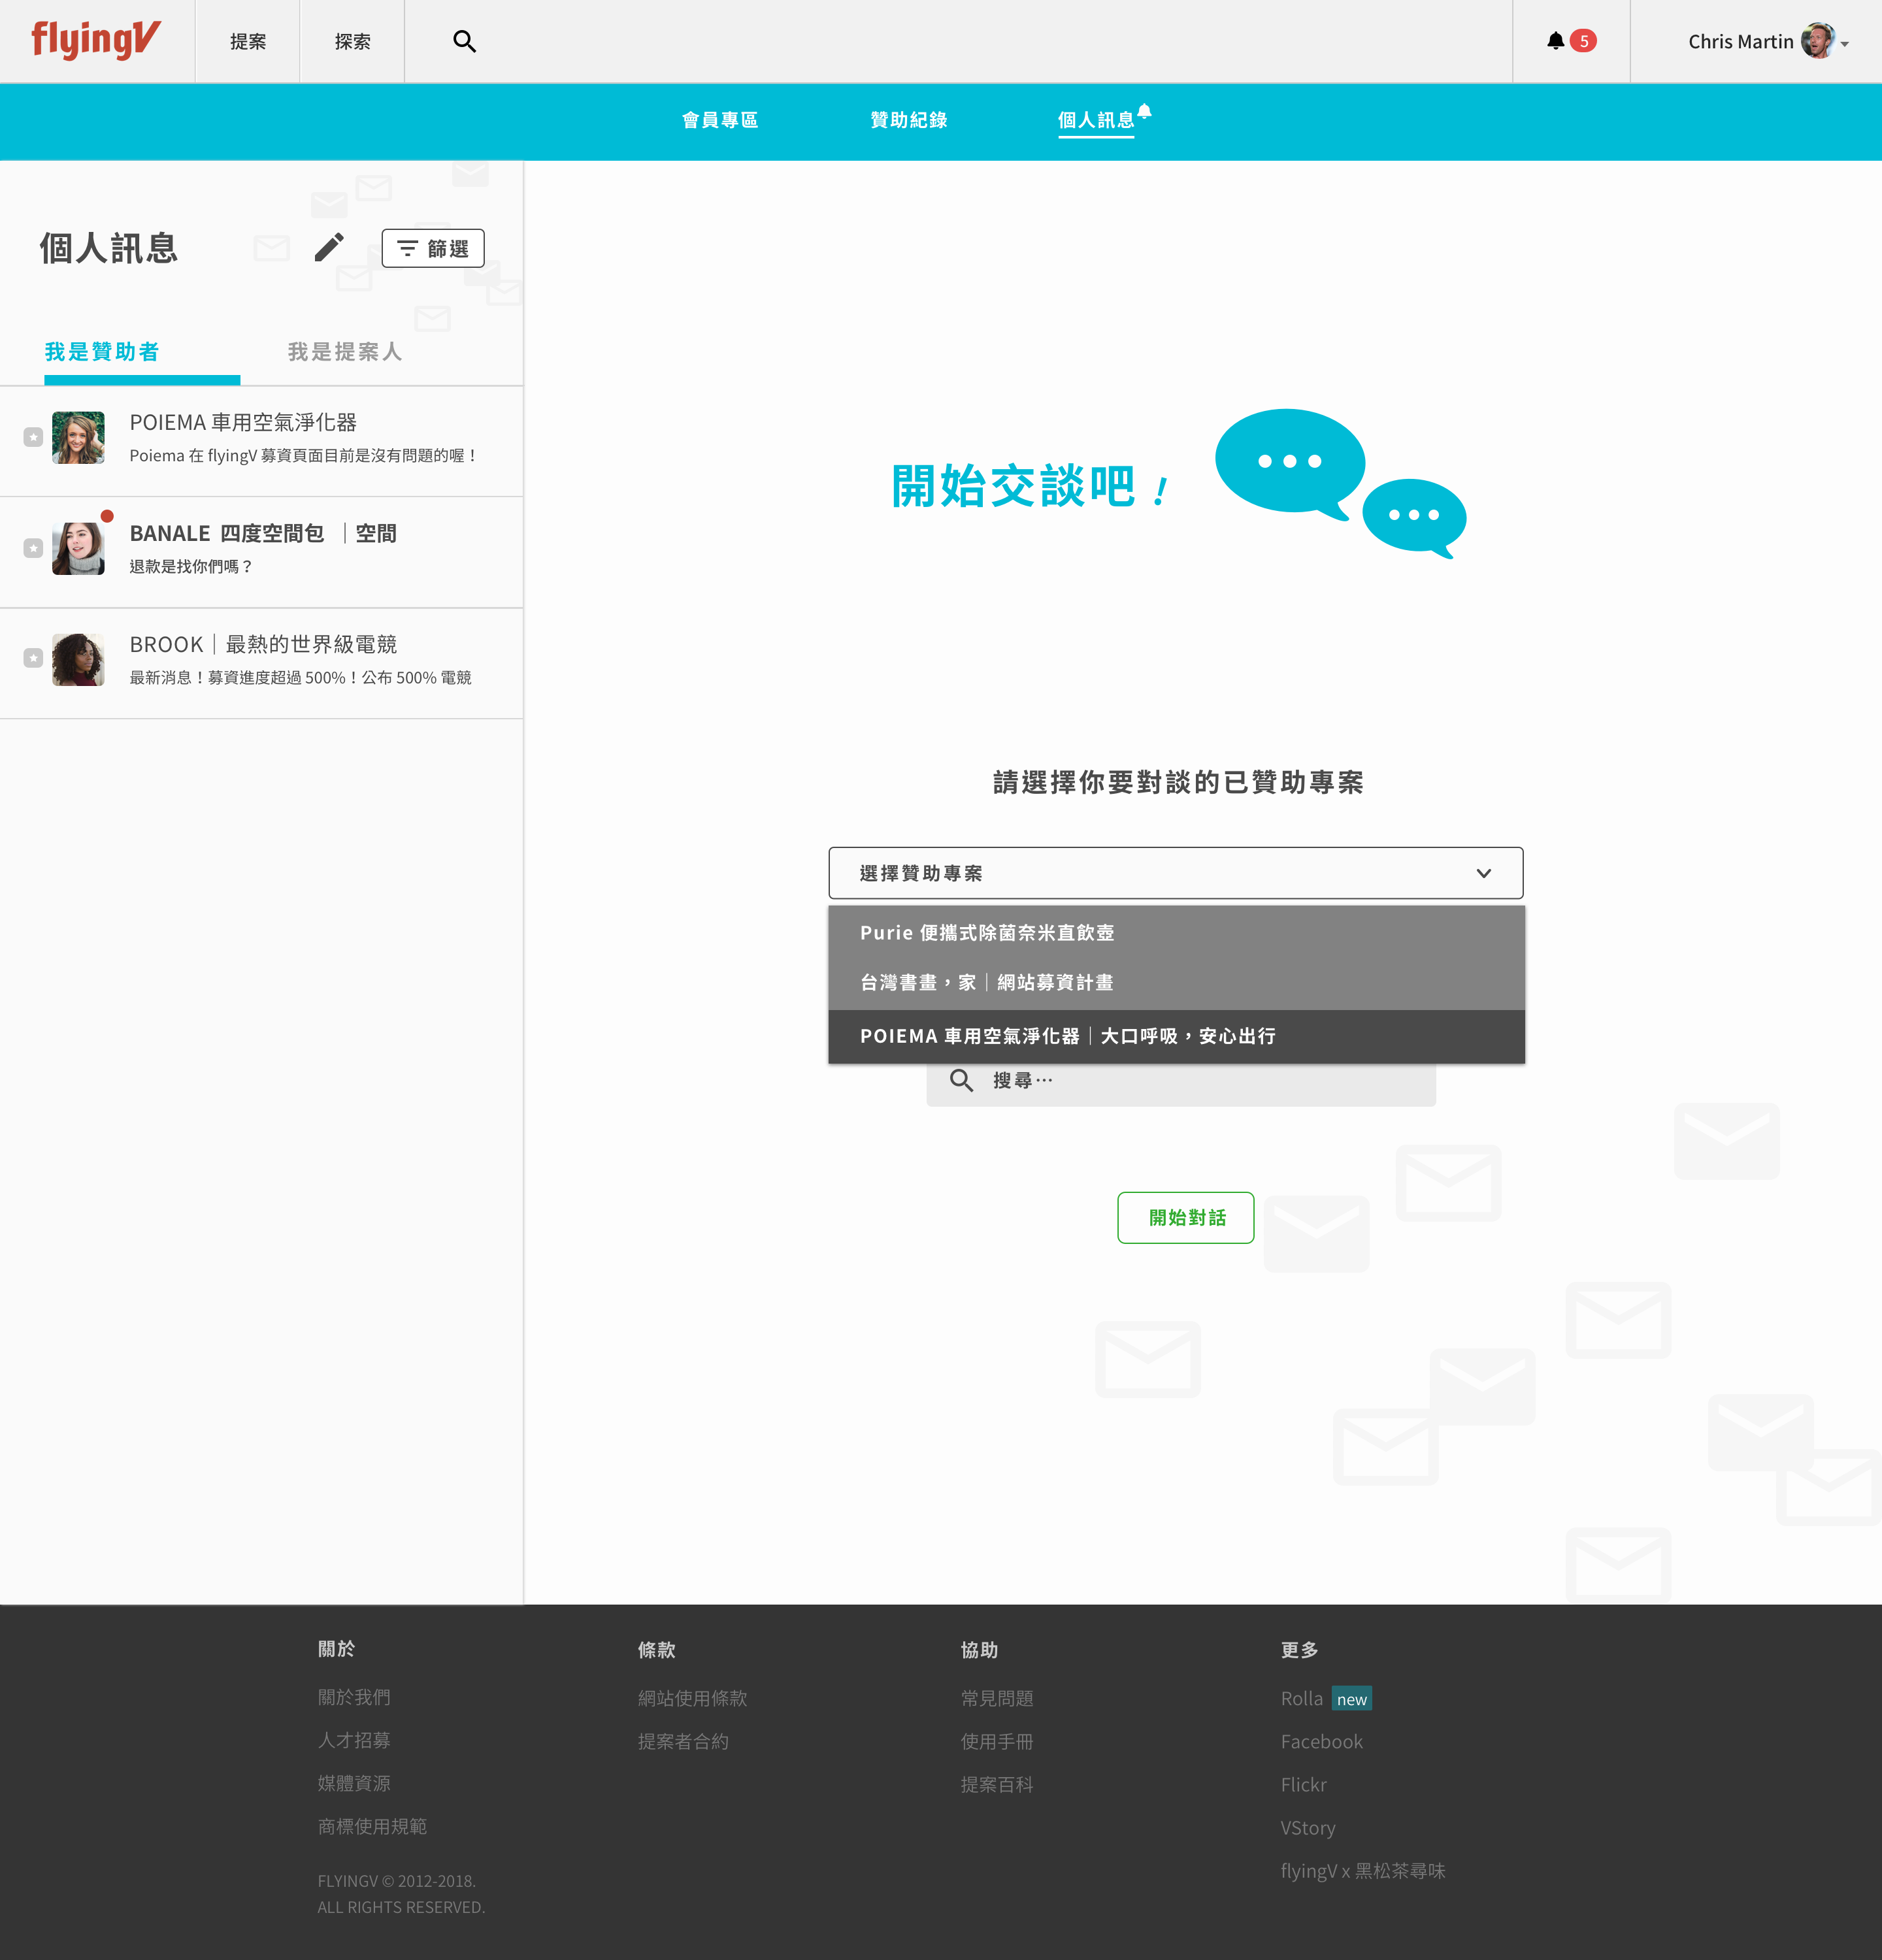 flyingV
提案
探索
5
Chris Martin
會員專區
贊助紀錄
個人訊息
個人訊息
篩選
我是贊助者
我是提案人
POIEMA 車用空氣淨化器
Poiema 在 flyingV 募資頁面目前是沒有問題的喔！
BANALE 四度空間包 ｜空間
退款是找你們嗎？
BROOK｜最熱的世界級電競
最新消息！募資進度超過 500%！公布 500% 電競
開始交談吧！
請選擇你要對談的已贊助專案
選擇贊助專案
Purie 便攜式除菌奈米直飲壺
台灣書畫，家｜網站募資計畫
POIEMA 車用空氣淨化器｜大口呼吸，安心出行
搜尋⋯
開始對話
關於
關於我們
人才招募
媒體資源
商標使用規範
FLYINGV © 2012-2018.
ALL RIGHTS RESERVED.
條款
網站使用條款
提案者合約
協助
常見問題
使用手冊
提案百科
更多
Rolla new
Facebook
Flickr
VStory
flyingV x 黑松茶尋味